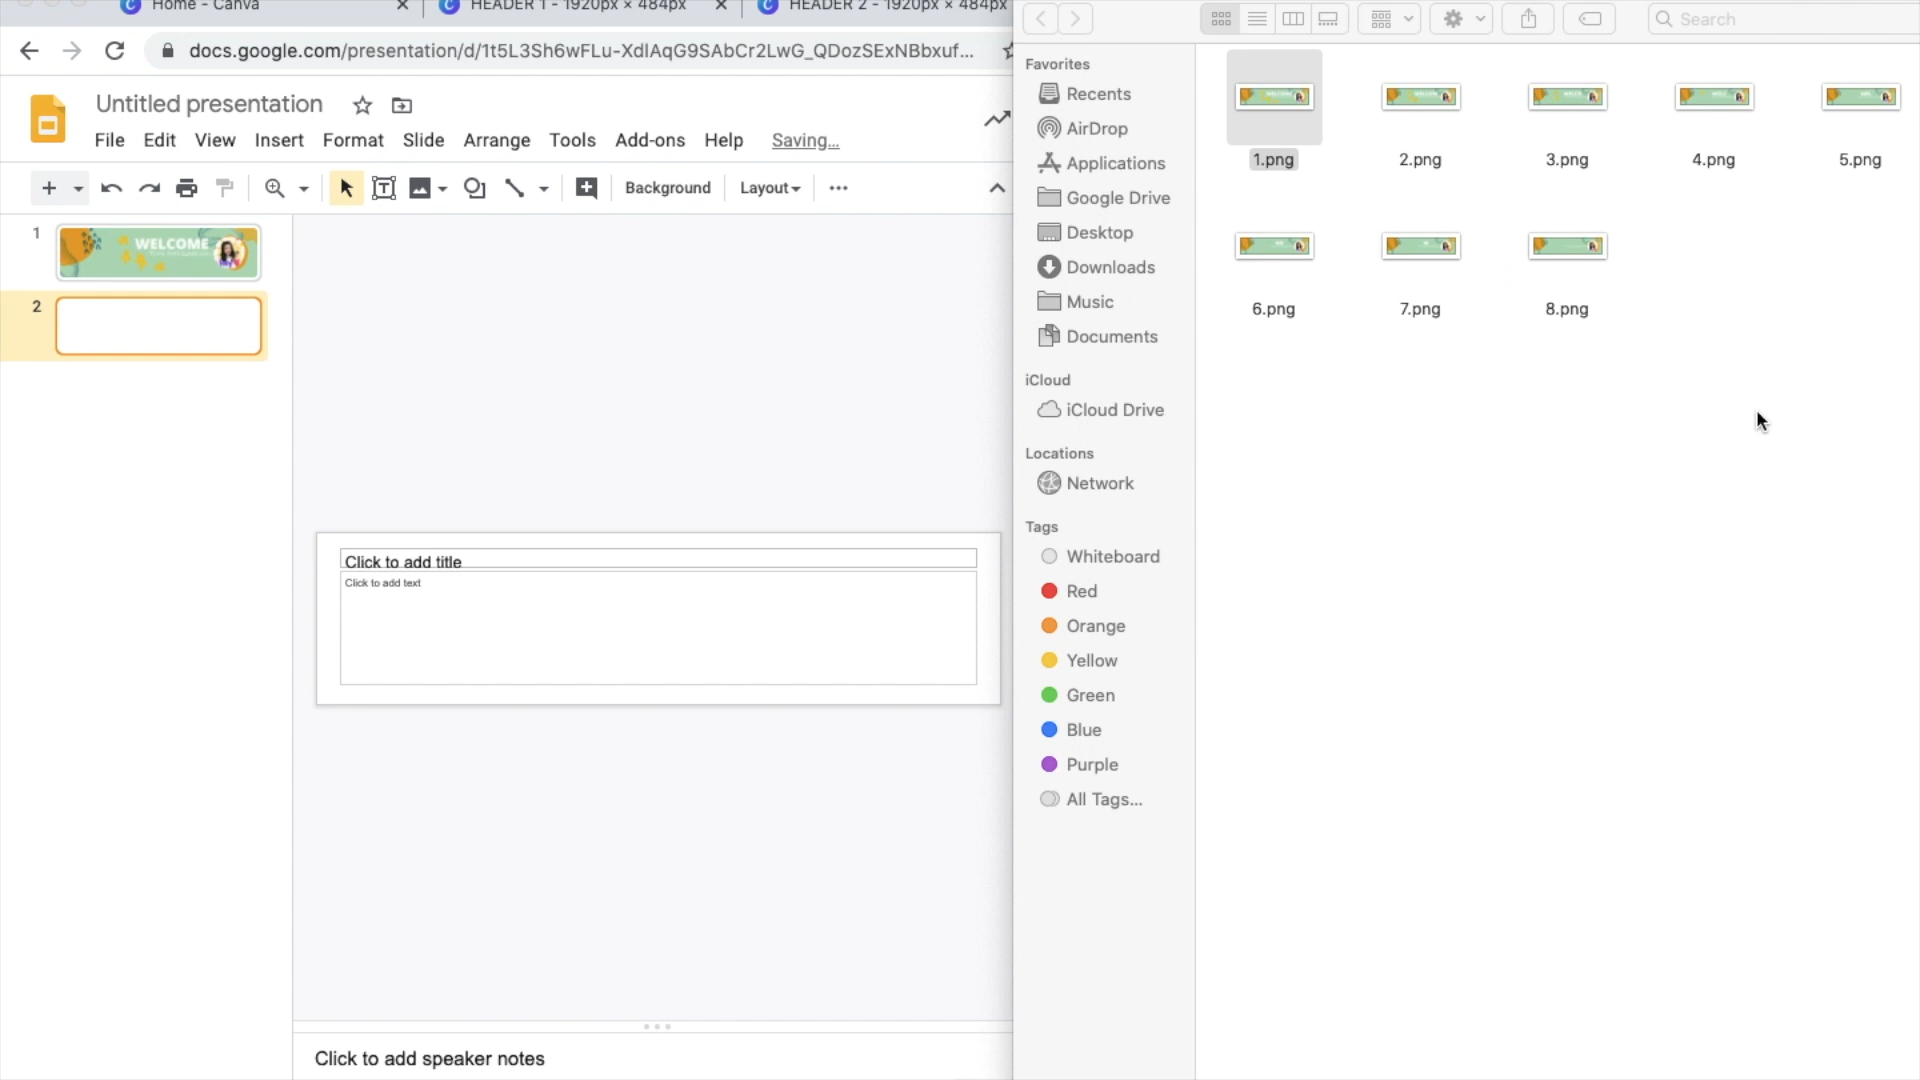 Home - Canva
HEADER 1 - 1920px × 484px
HEADER 2 - 1920px × 484px
docs.google.com/presentation/d/1t5L3Sh6wFLu-XdlAqG9SAbCr2LwG_QDozSExNBbxuf...
Untitled presentation
File Edit View Insert Format Slide Arrange Tools Add-ons Help Saving...
Background Layout
1
WELCOME
2
Click to add title
Click to add text
Click to add speaker notes
Search
Favorites
Recents
AirDrop
Applications
Google Drive
Desktop
Downloads
Music
Documents
iCloud
iCloud Drive
Locations
Network
Tags
Whiteboard
Red
Orange
Yellow
Green
Blue
Purple
All Tags...
1.png 2.png 3.png 4.png 5.png
6.png 7.png 8.png